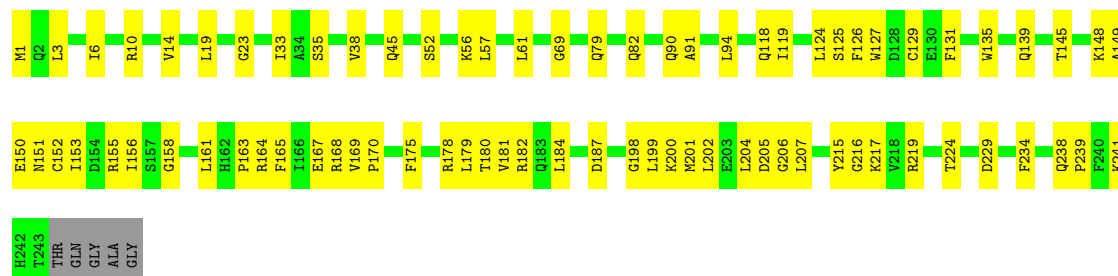 M1 Q2 L3 I6 R10 V14 L19 G23 I33 A34 S35 V38 Q45 S52 K56 L57 L61 G69 Q79 Q82 Q90 A91 L94 Q118 I119 L124 S125 F126 W127 D128 C129 E130 F131 W135 Q139 T145 K148 A149
E150 N151 C152 I153 D154 R155 I156 S157 G158 L161 H162 P163 R164 F165 I166 E167 R168 V169 P170 F175 R178 L179 T180 V181 R182 Q183 L184 D187 G198 L199 K200 M201 L202 E203 L204 D205 G206 L207 Y215 G216 K217 V218 R219 T224 D229 F234 Q238 P239 F240 K241
H242 T243 THR GLN GLY ALA GLY